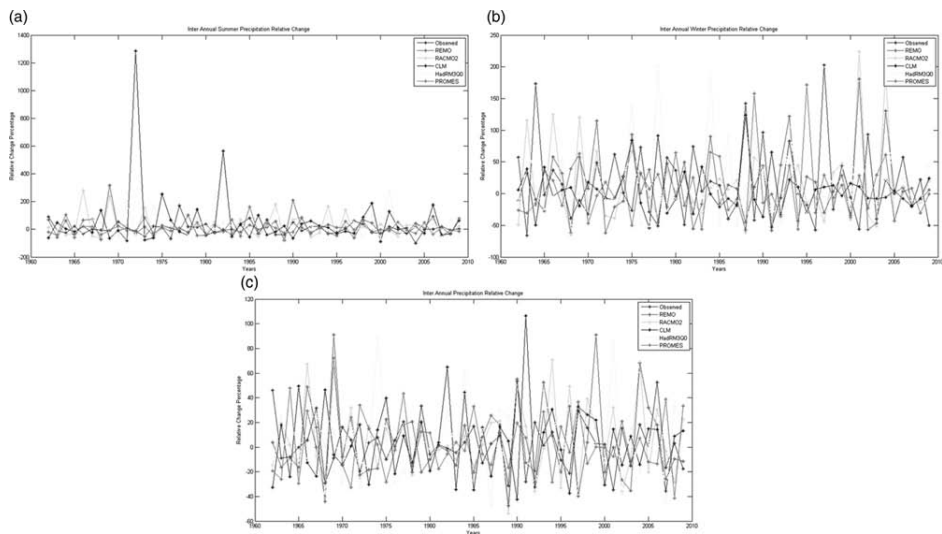 (a)
Inter Annual Summer Precipitation Relative Change
Observed
REMO
RACMO2
CLM
HadRM3Q0
PROMES
Relative Change Percentage
1400
1200
1000
800
600
400
200
0
-200
1960 1965 1970 1975 1980 1985 1990 1995 2000 2005 2010
Years
(b)
Inter Annual Winter Precipitation Relative Change
Observed
REMO
RACMO2
CLM
HadRM3Q0
PROMES
Relative Change Percentage
250
200
150
100
50
0
-50
-100
1960 1965 1970 1975 1980 1985 1990 1995 2000 2005 2010
Years
(c)
Inter Annual Precipitation Relative Change
Observed
REMO
RACMO2
CLM
HadRM3Q0
PROMES
Relative Change Percentage
120
100
80
60
40
20
0
-20
-40
-60
1960 1965 1970 1975 1980 1985 1990 1995 2000 2005 2010
Years